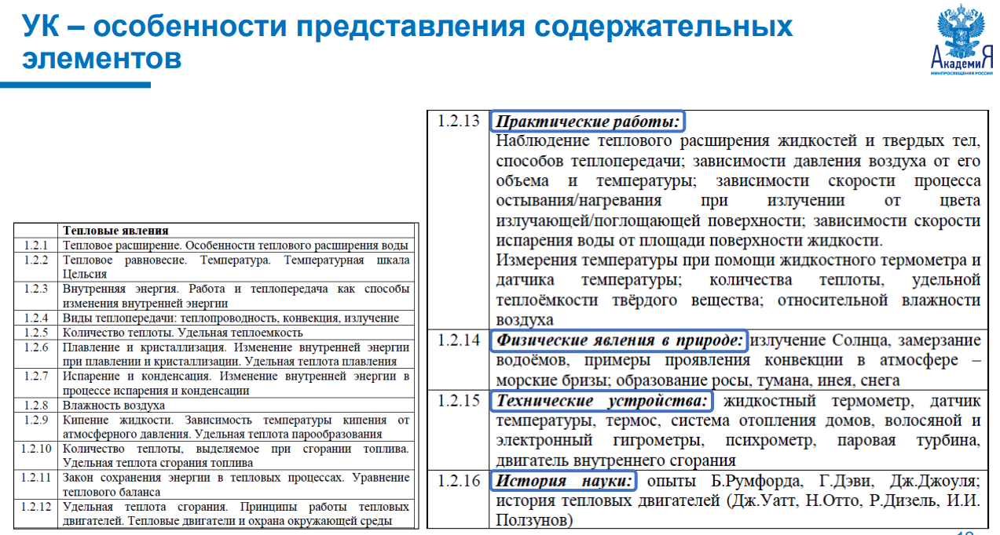 УК – особенности представления содержательных
элементов
АкадемиЯ
МИНПРОСВЕЩЕНИЯ РОССИИ
Тепловые явления
1.2.1 Тепловое расширение. Особенности теплового расширения воды
1.2.2 Тепловое равновесие. Температура. Температурная шкала
Цельсия
1.2.3 Внутренняя энергия. Работа и теплопередача как способы
изменения внутренней энергии
1.2.4 Виды теплопередачи: теплопроводность, конвекция, излучение
1.2.5 Количество теплоты. Удельная теплоемкость
1.2.6 Плавление и кристаллизация. Изменение внутренней энергии
при плавлении и кристаллизации. Удельная теплота плавления
1.2.7 Испарение и конденсация. Изменение внутренней энергии в
процессе испарения и конденсации
1.2.8 Влажность воздуха
1.2.9 Кипение жидкости. Зависимость температуры кипения от
атмосферного давления. Удельная теплота парообразования
1.2.10 Количество теплоты, выделяемое при сгорании топлива.
Удельная теплота сгорания топлива
1.2.11 Закон сохранения энергии в тепловых процессах. Уравнение
теплового баланса
1.2.12 Удельная теплота сгорания. Принципы работы тепловых
двигателей. Тепловые двигатели и охрана окружающей среды
1.2.13 Практические работы:
Наблюдение теплового расширения жидкостей и твердых тел,
способов теплопередачи; зависимости давления воздуха от его
объема и температуры; зависимости скорости процесса
остывания/нагревания при излучении от цвета
излучающей/поглощающей поверхности; зависимости скорости
испарения воды от площади поверхности жидкости.
Измерения температуры при помощи жидкостного термометра и
датчика температуры; количества теплоты, удельной
теплоёмкости твёрдого вещества; относительной влажности
воздуха
1.2.14 Физические явления в природе: излучение Солнца, замерзание
водоёмов, примеры проявления конвекции в атмосфере –
морские бризы; образование росы, тумана, инея, снега
1.2.15 Технические устройства: жидкостный термометр, датчик
температуры, термос, система отопления домов, волосяной и
электронный гигрометры, психрометр, паровая турбина,
двигатель внутреннего сгорания
1.2.16 История науки: опыты Б.Румфорда, Г.Дэви, Дж.Джоуля;
история тепловых двигателей (Дж.Уатт, Н.Отто, Р.Дизель, И.И.
Ползунов)